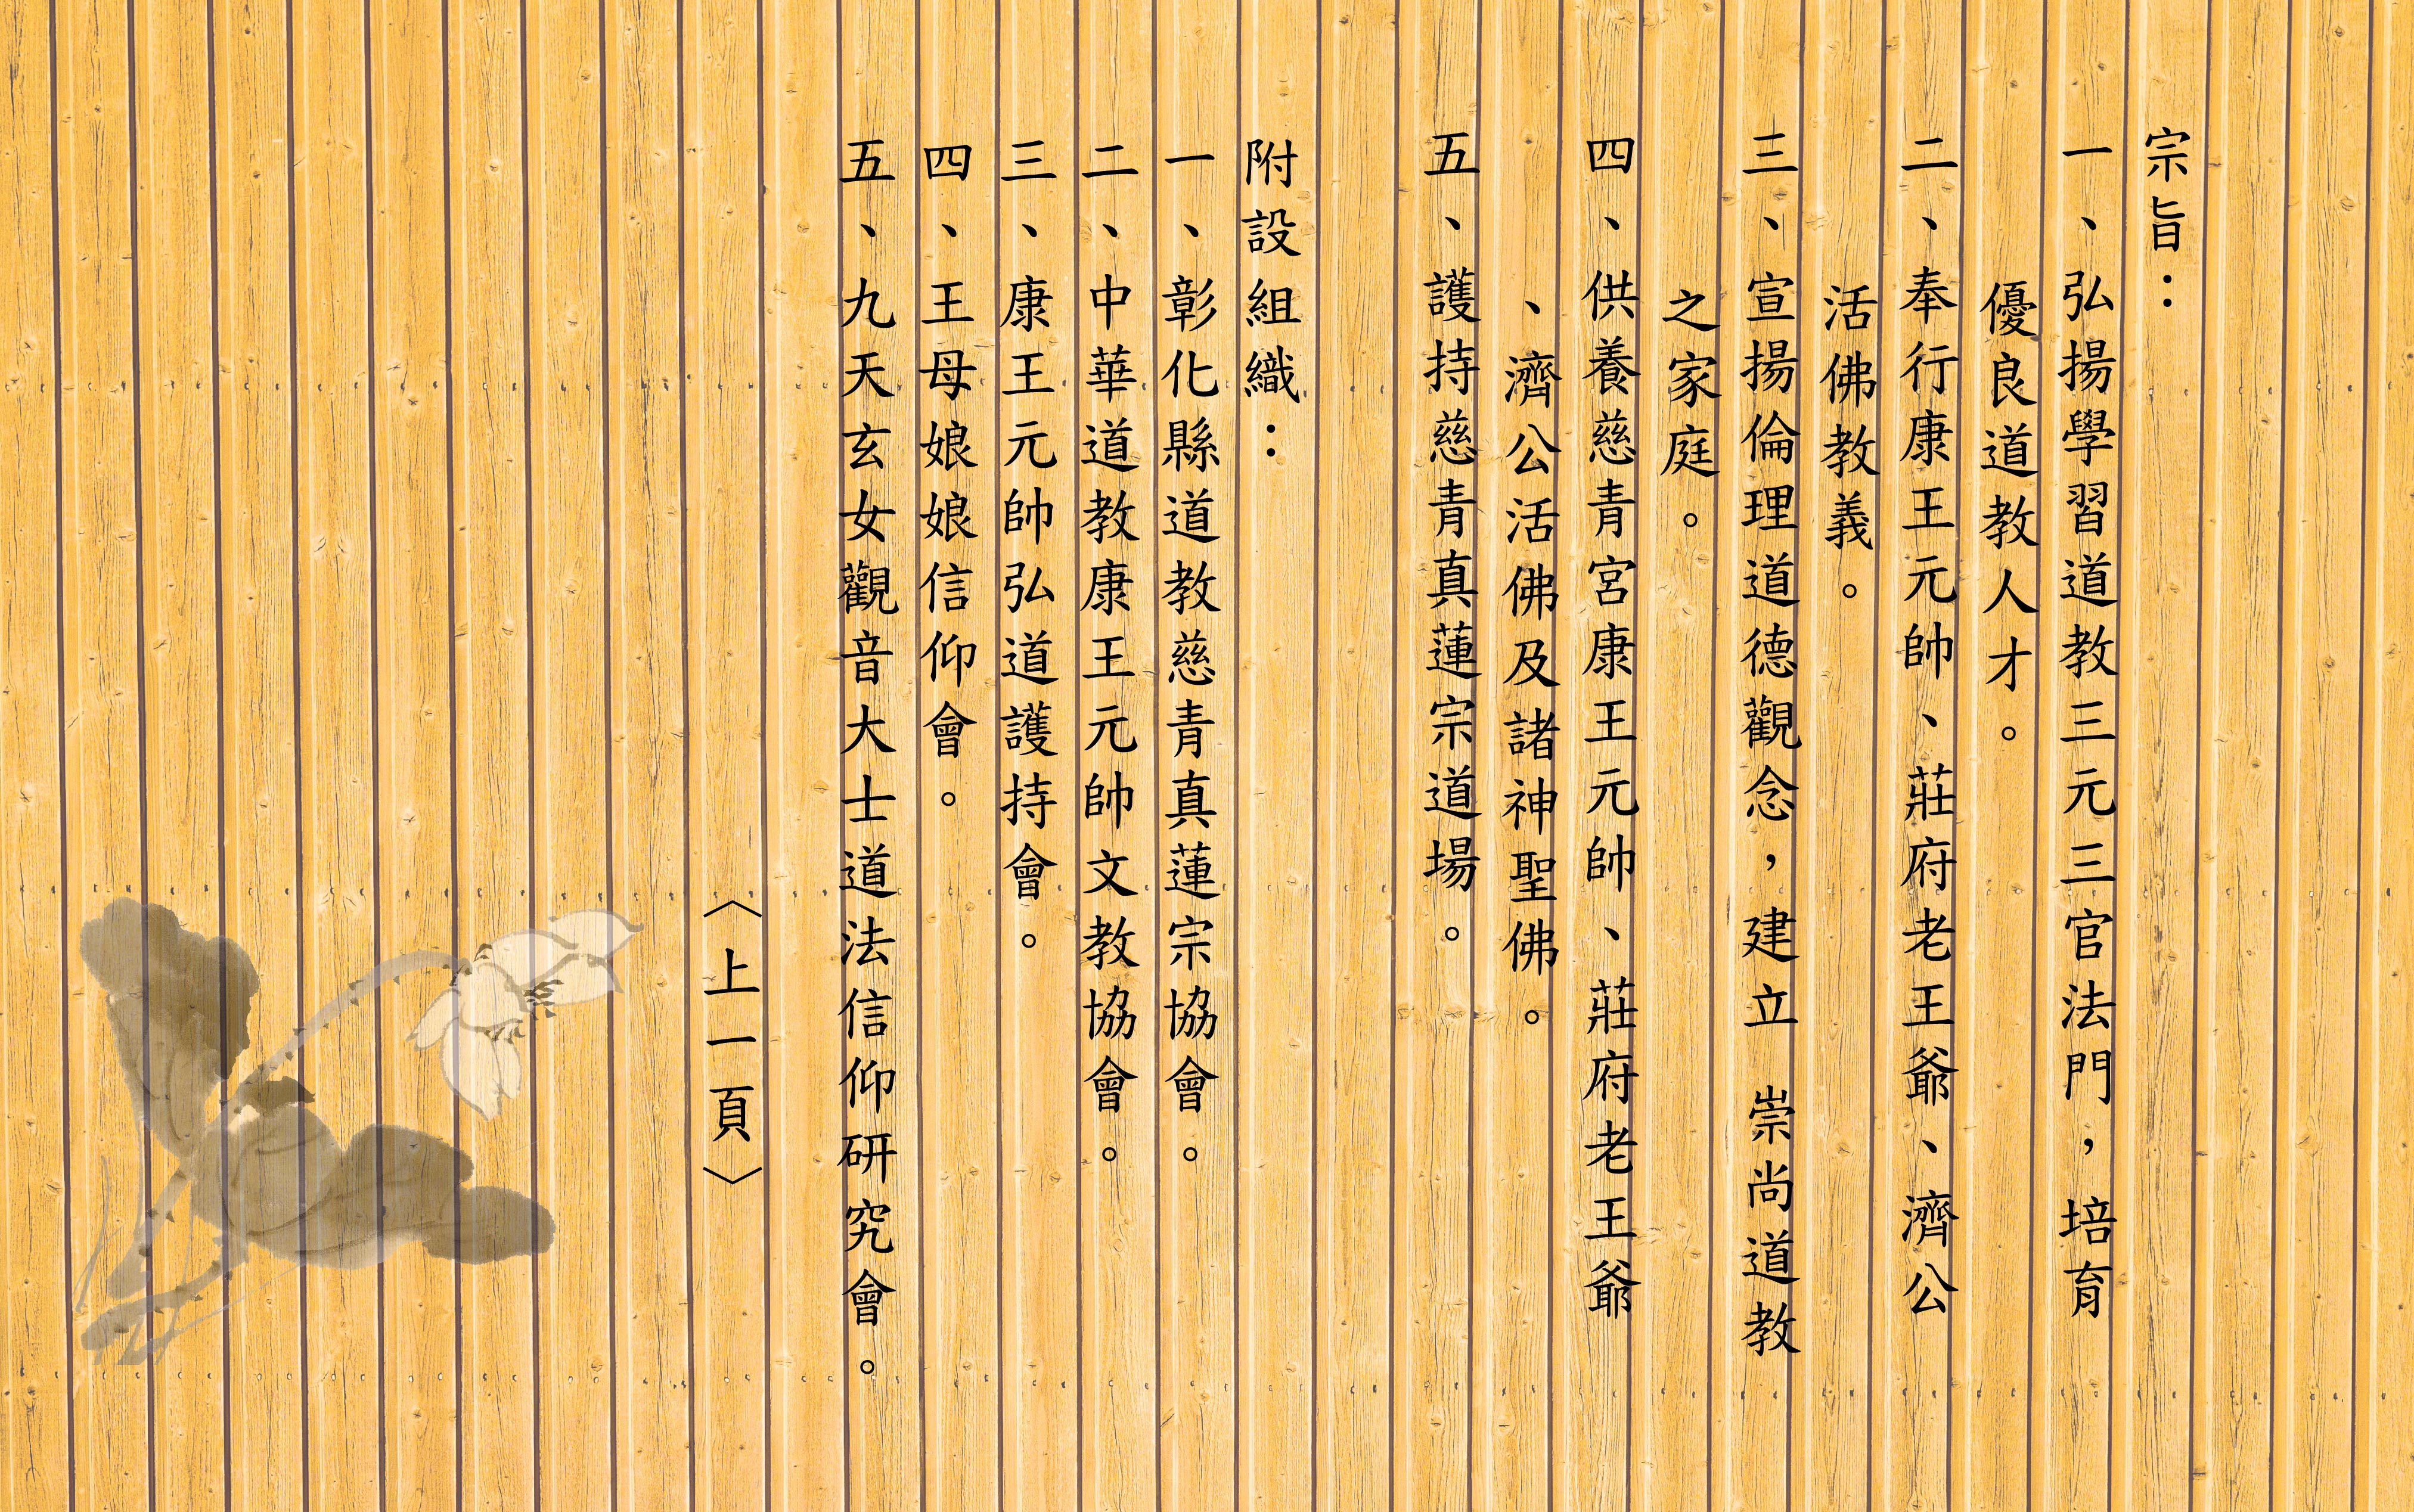 宗旨：
一、弘揚學習道教三元三官法門，培育
優良道教人才。
二、奉行康王元帥、莊府老王爺、濟公
活佛教義。
三、宣揚倫理道德觀念，建立 崇尚道教
之家庭。
四、供養慈青宮康王元帥、莊府老王爺
、濟公活佛及諸神聖佛。
五、護持慈青真蓮宗道場。
附設組織：
一、彰化縣道教慈青真蓮宗協會。
二、中華道教康王元帥文教協會。
三、康王元帥弘道護持會。
四、王母娘娘信仰會。
五、九天玄女觀音大士道法信仰研究會。
〈上一頁〉